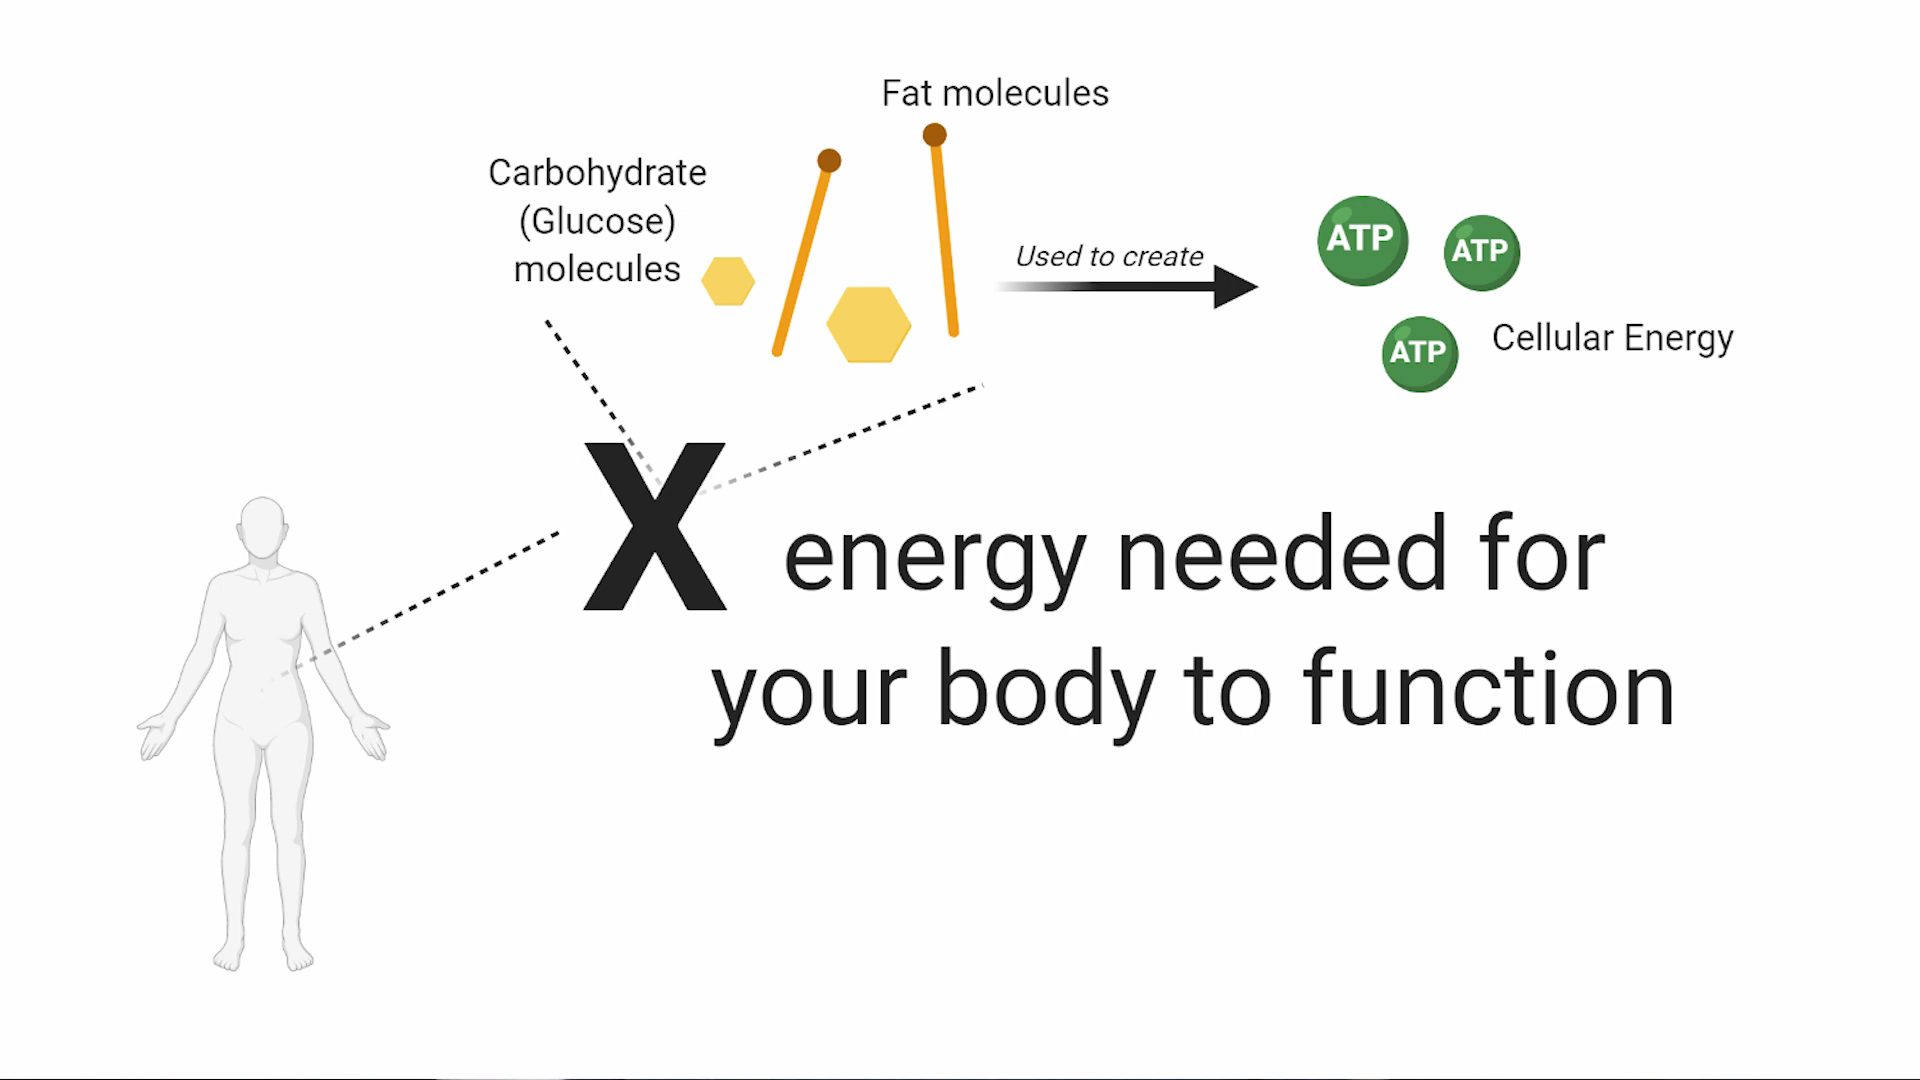 Fat molecules
Carbohydrate
(Glucose)
molecules
Used to create
ATP
ATP
ATP
Cellular Energy
X energy needed for
your body to function